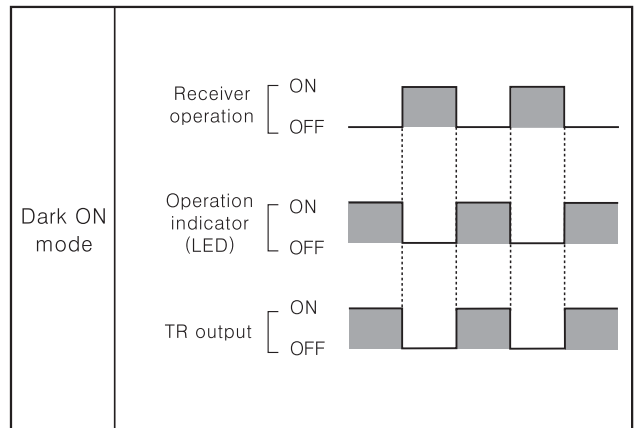 Dark ON
mode
Receiver
operation
ON
OFF
Operation
indicator
(LED)
ON
OFF
TR output
ON
OFF